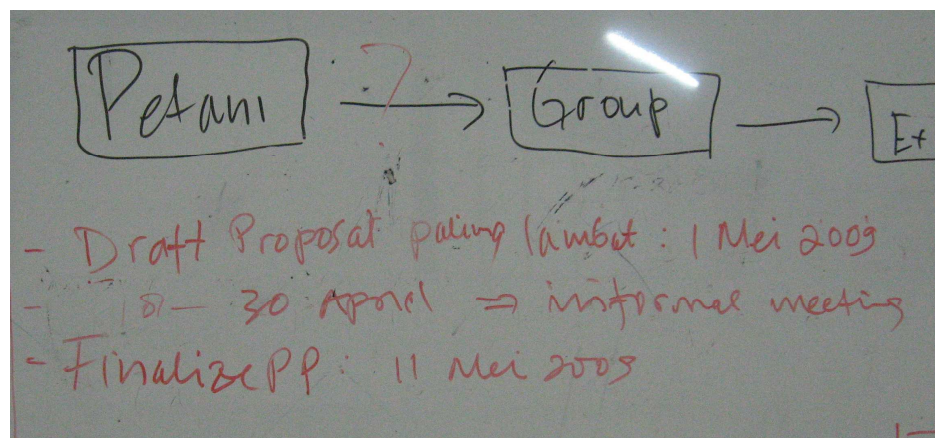 Petani ? → Group → Ex
- Draft Proposal paling lambat : 1 Mei 2009
- 30 April ⇒ informal meeting
- Finalize PP : 11 Mei 2009